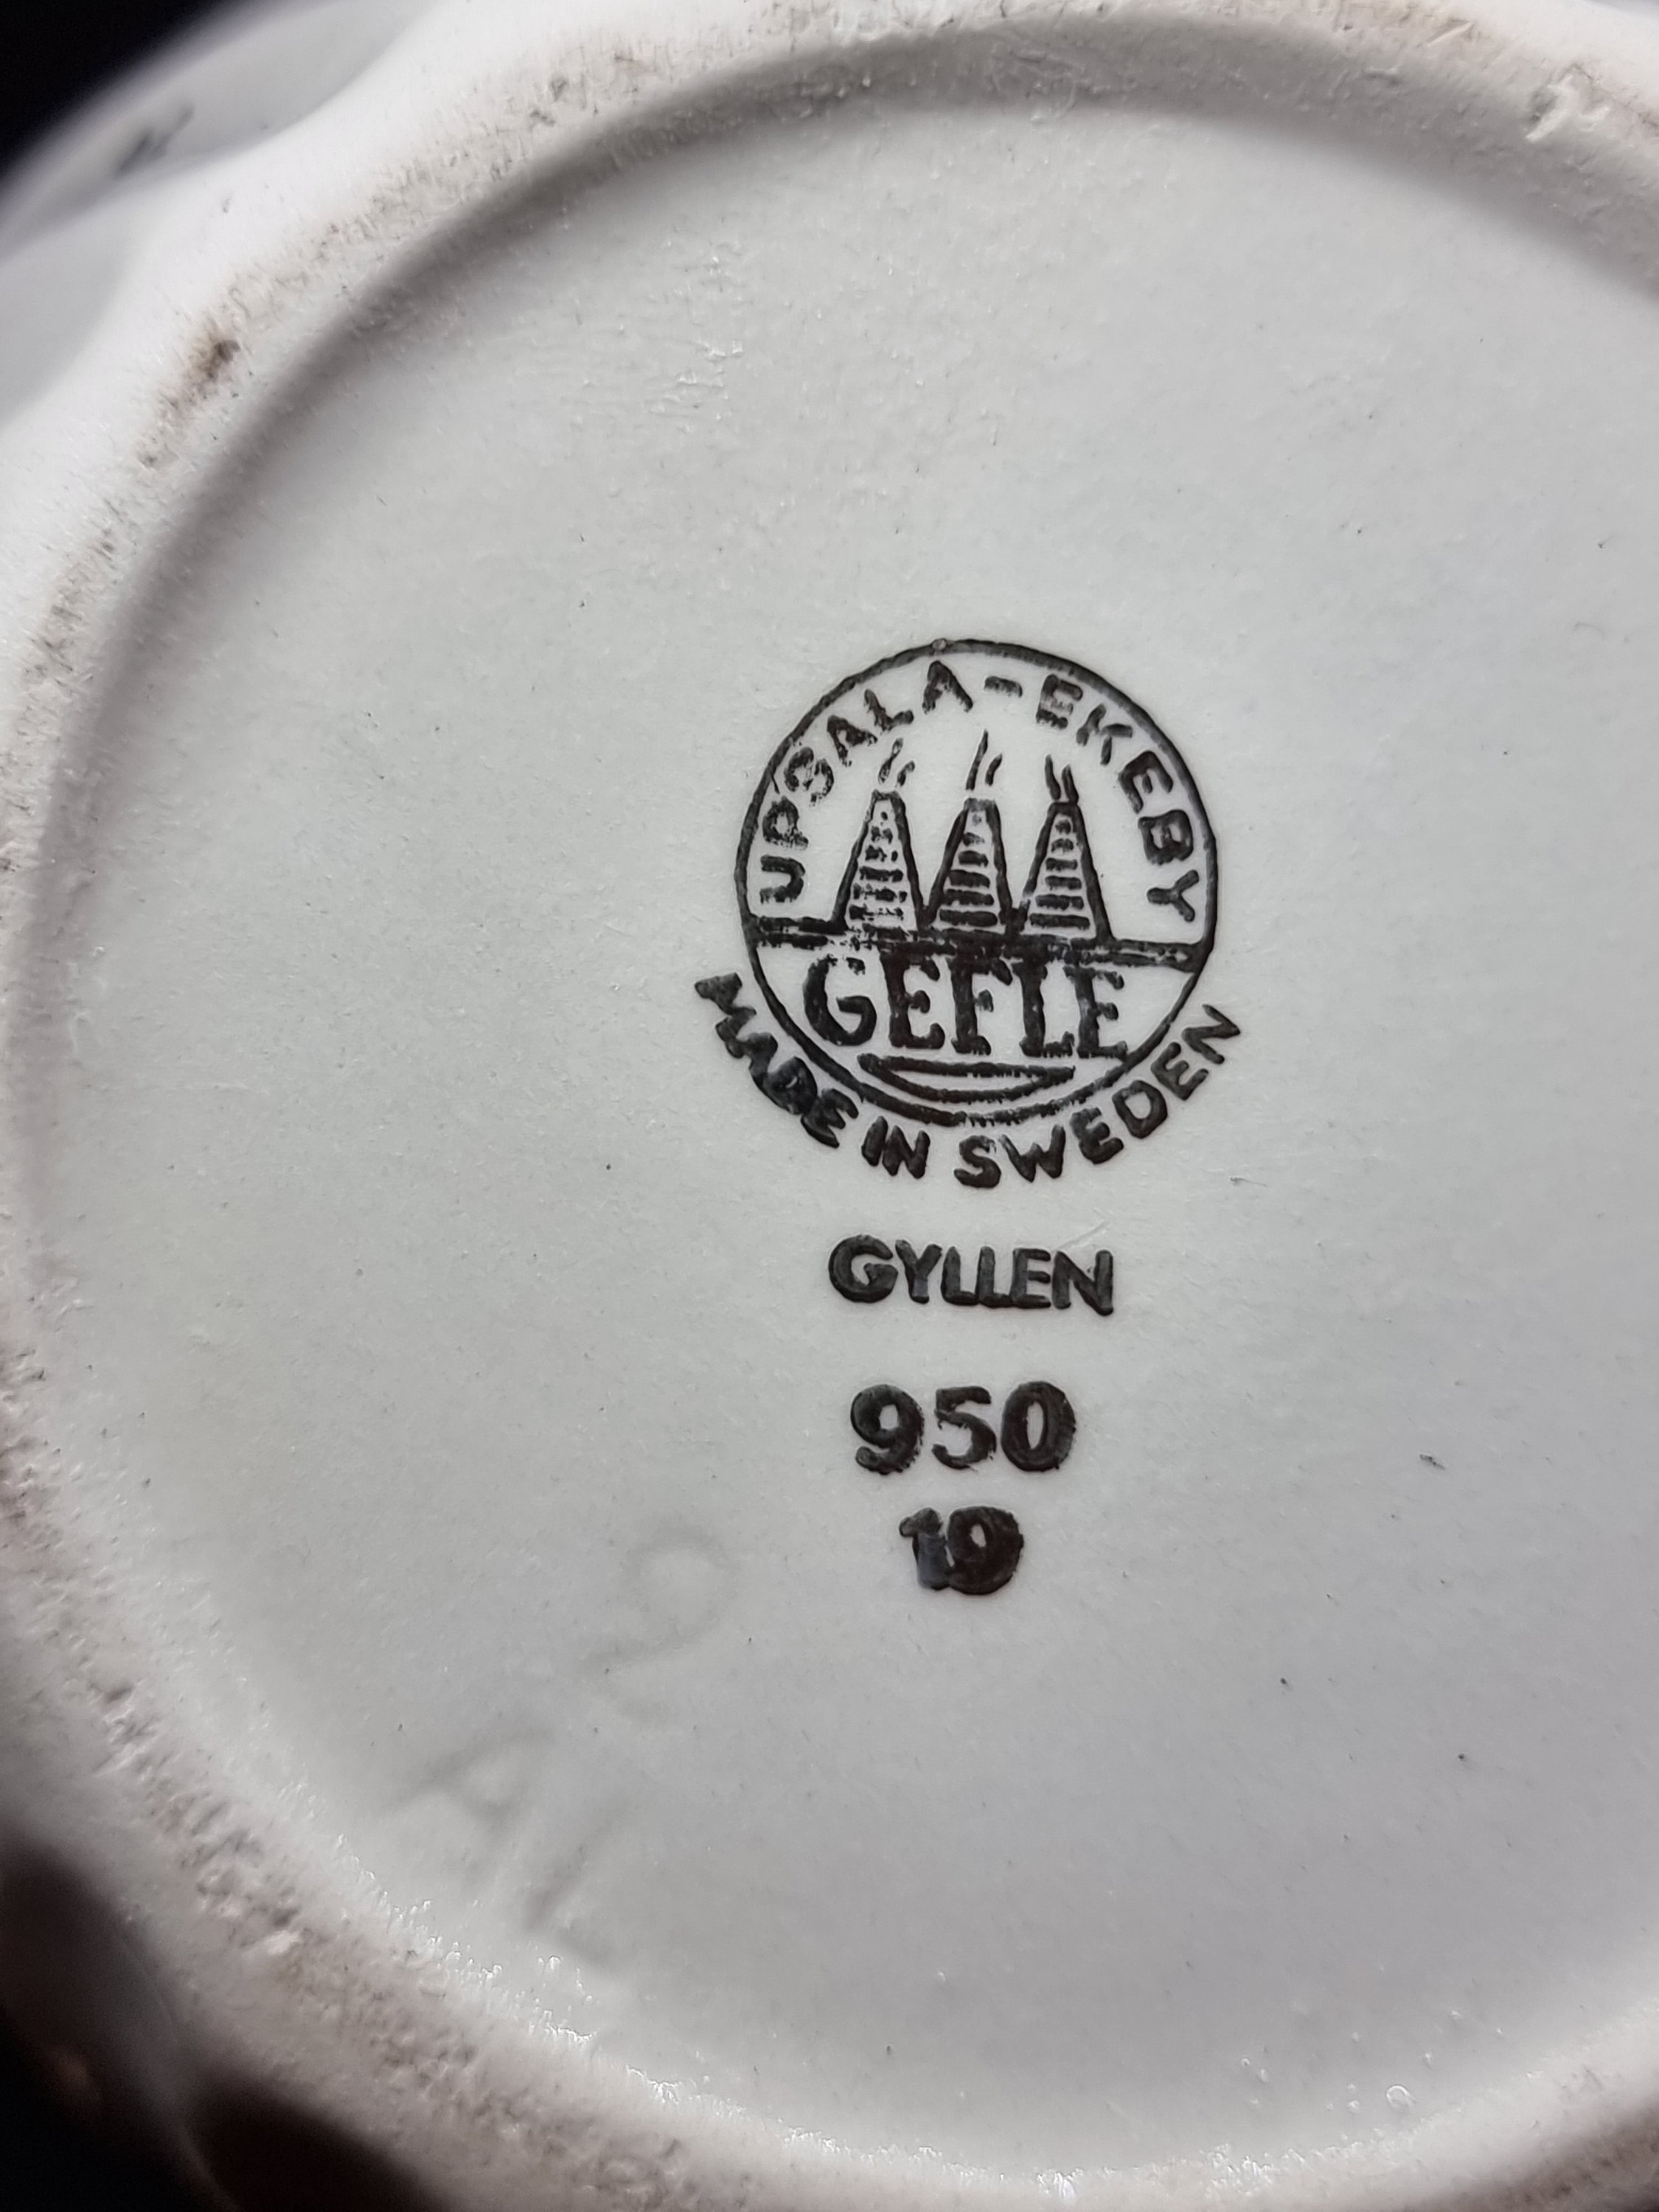 UPSALA-EKEBY
GEFLE
MADE IN SWEDEN
GYLLEN
950
19